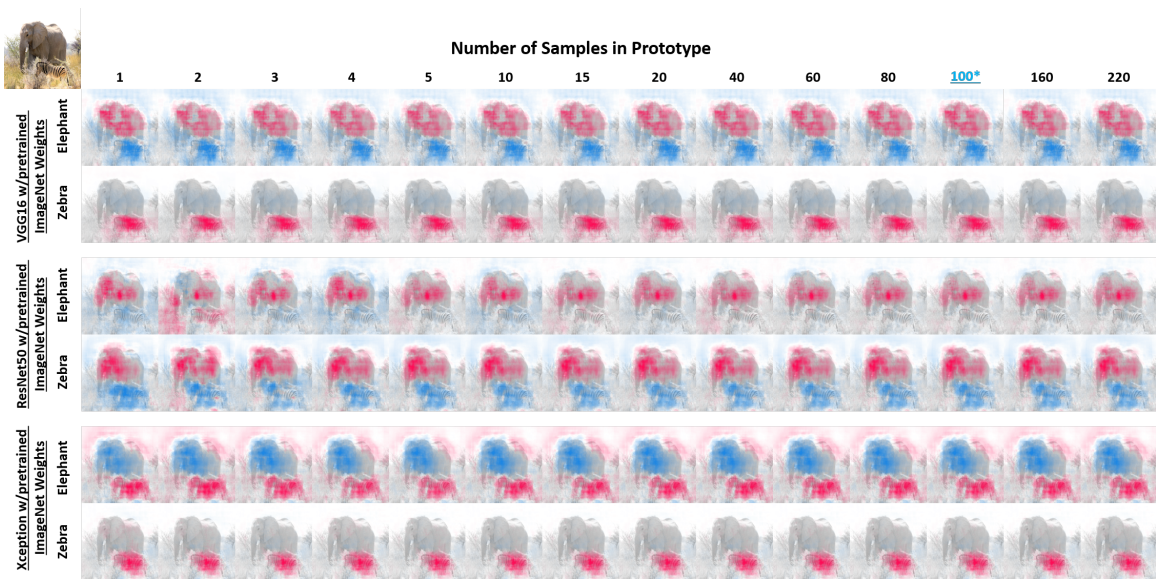 Number of Samples in Prototype
1 2 3 4 5 10 15 20 40 60 80 100* 160 220
VGG16 w/pretrained
ImageNet Weights
Elephant
Zebra
ResNet50 w/pretrained
ImageNet Weights
Elephant
Zebra
Xception w/pretrained
ImageNet Weights
Elephant
Zebra